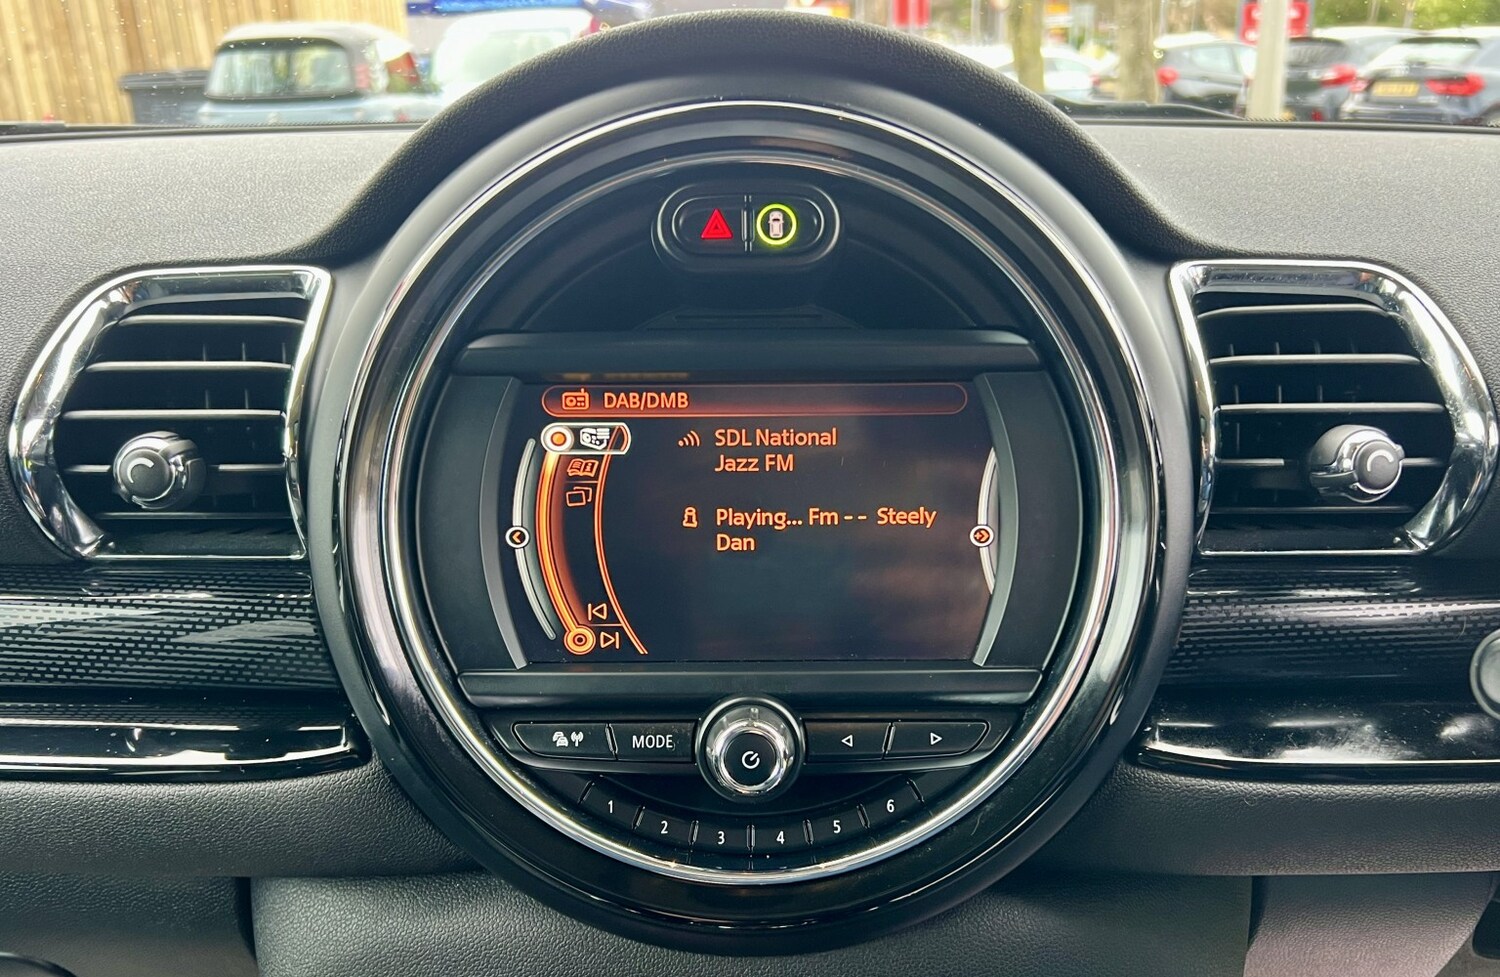 DAB/DMB
SDL National
Jazz FM
Playing... Fm - - Steely
Dan
MODE
1
2
3
4
5
6